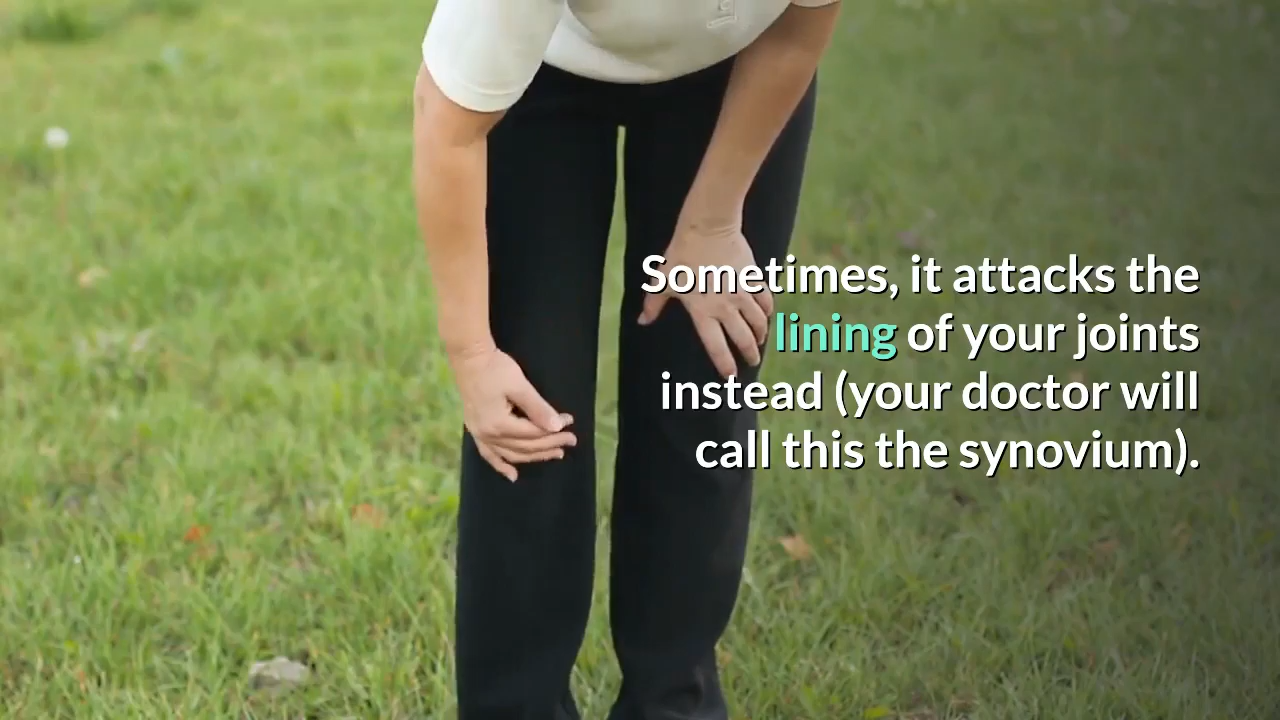 Sometimes, it attacks the
lining of your joints
instead (your doctor will
call this the synovium).